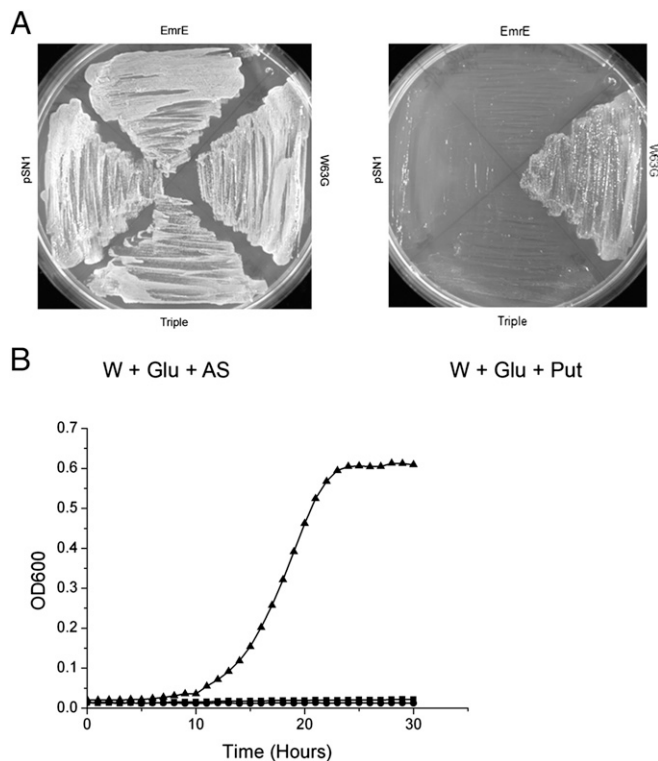 A
EmrE
EmrE
pSN1
W63G
pSN1
W63G
Triple
Triple
B
W + Glu + AS
W + Glu + Put
0.7
0.6
0.5
0.4
0.3
0.2
0.1
0.0
OD600
0
10
20
30
Time (Hours)